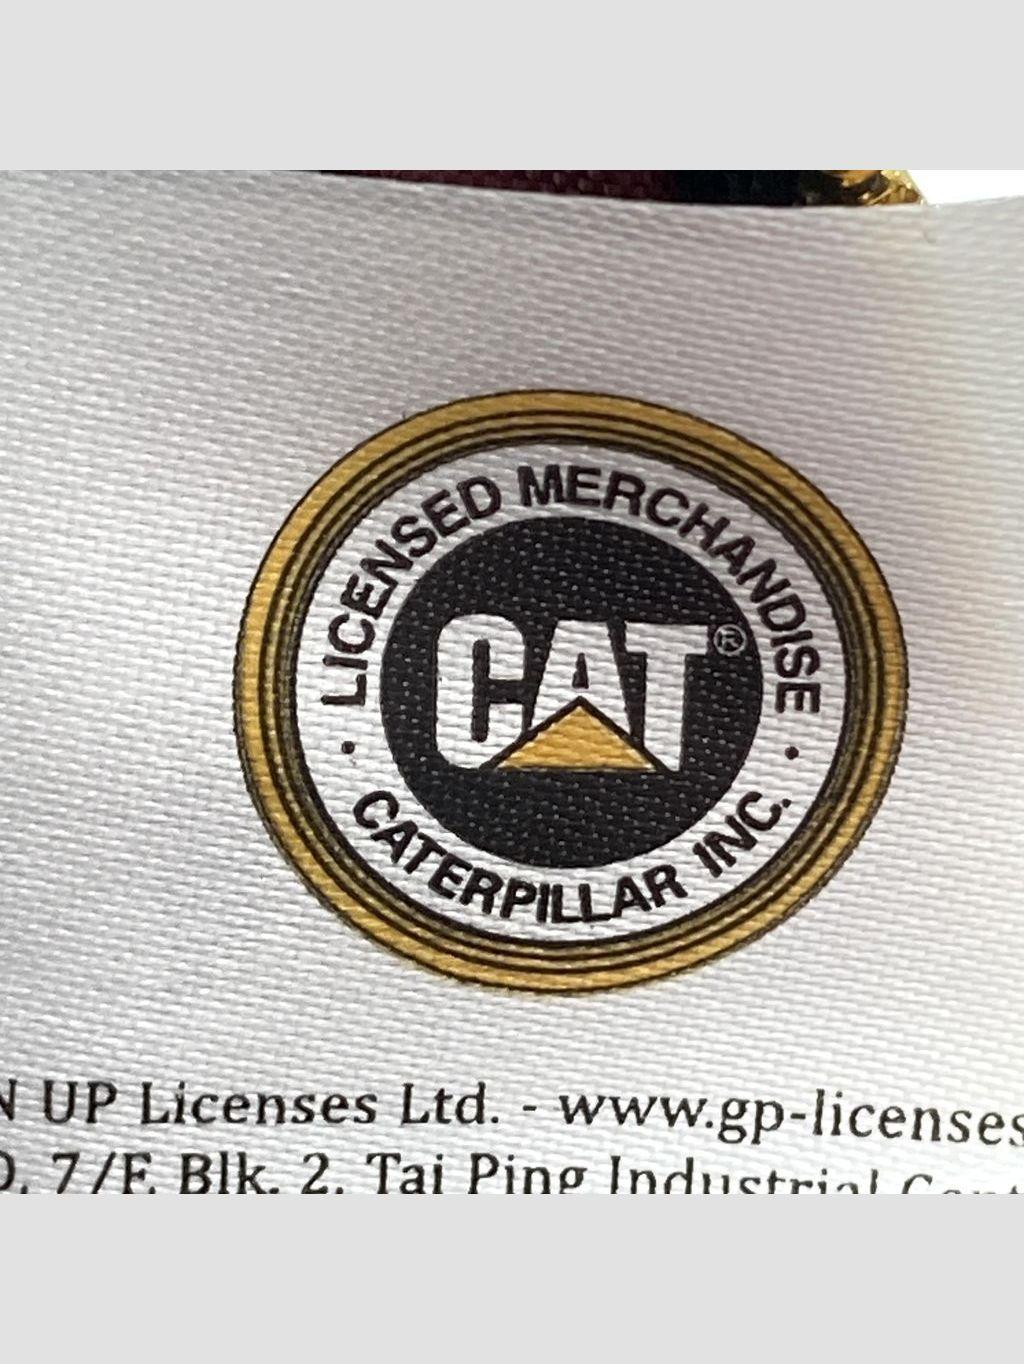 · LICENSED MERCHANDISE ·
CAT®
CATERPILLAR INC.
UP Licenses Ltd. - www.gp-licenses
7/F, Blk. 2, Tai Ping Industrial